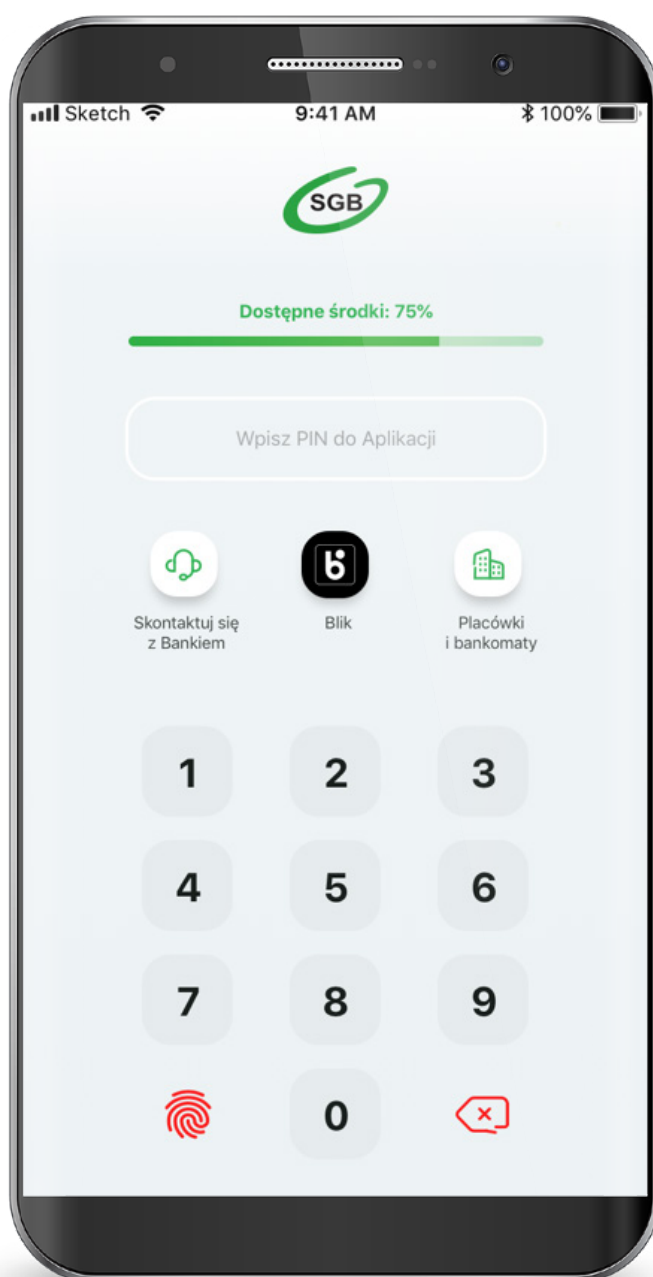 Sketch 9:41 AM 100%
SGB
Dostępne środki: 75%
Wpisz PIN do Aplikacji
Skontaktuj się
z Bankiem
Blik
Placówki
i bankomaty
1 2 3
4 5 6
7 8 9
0